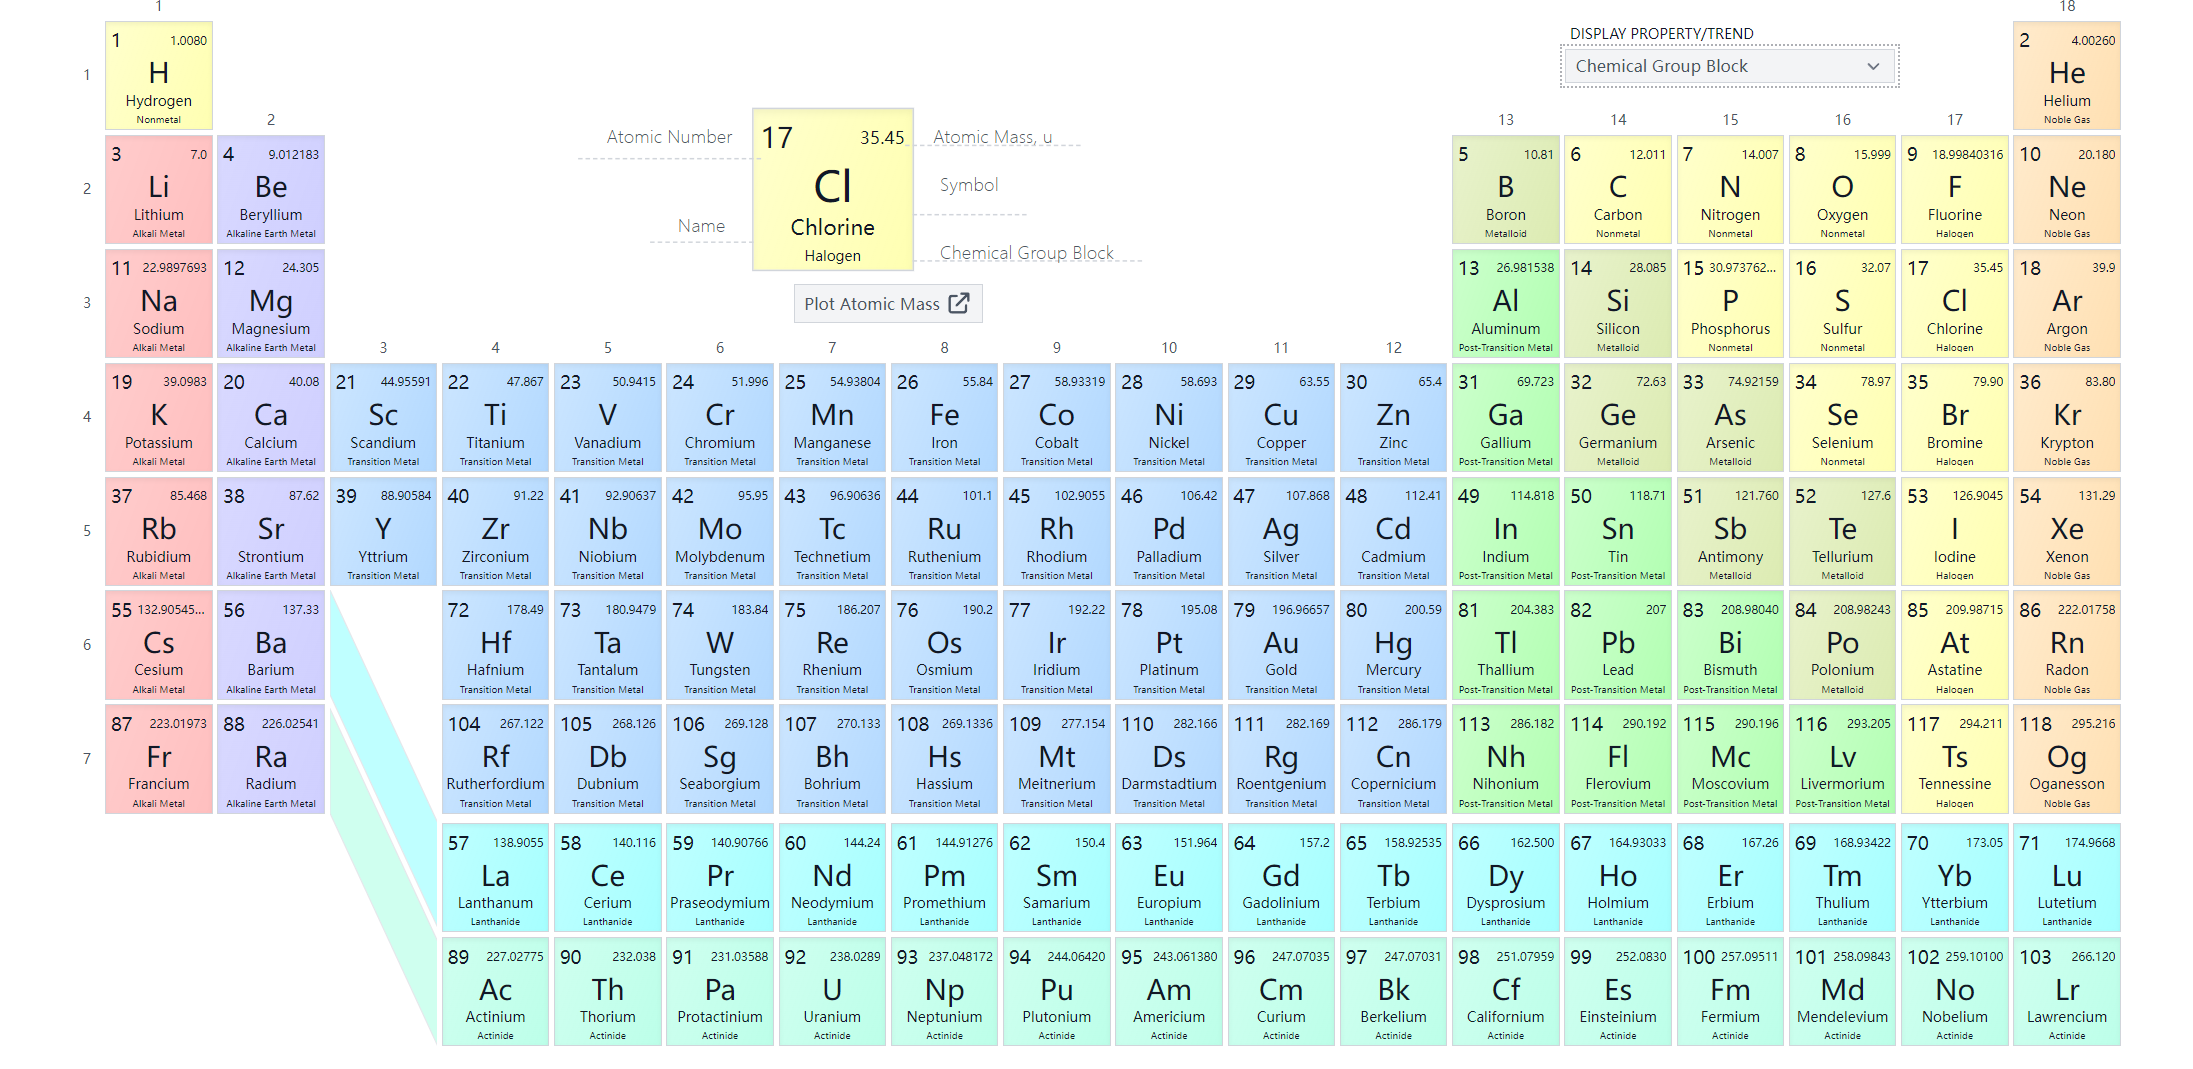 1
18
1 1.0080
H
Hydrogen
Nonmetal
DISPLAY PROPERTY/TREND
Chemical Group Block
2 4.00260
He
Helium
Noble Gas
1
2
13 14 15 16 17
17 35.45
Cl
Chlorine
Halogen
Atomic Number
Name
Atomic Mass, u
Symbol
Chemical Group Block
Plot Atomic Mass
2
3 7.0 4 9.012183 5 10.81 6 12.011 7 14.007 8 15.999 9 18.99840316 10 20.180
Li Be B C N O F Ne
Lithium Beryllium Boron Carbon Nitrogen Oxygen Fluorine Neon
Alkali Metal Alkaline Earth Metal Metalloid Nonmetal Nonmetal Nonmetal Halogen Noble Gas
3
11 22.9897693 12 24.305 13 26.981538 14 28.085 15 30.973762... 16 32.07 17 35.45 18 39.9
Na Mg Al Si P S Cl Ar
Sodium Magnesium Aluminum Silicon Phosphorus Sulfur Chlorine Argon
Alkali Metal Alkaline Earth Metal Post-Transition Metal Metalloid Nonmetal Nonmetal Halogen Noble Gas
3 4 5 6 7 8 9 10 11 12
4
19 39.0983 20 40.08 21 44.95591 22 47.867 23 50.9415 24 51.996 25 54.93804 26 55.84 27 58.93319 28 58.693 29 63.55 30 65.4 31 69.723 32 72.63 33 74.92159 34 78.97 35 79.90 36 83.80
K Ca Sc Ti V Cr Mn Fe Co Ni Cu Zn Ga Ge As Se Br Kr
Potassium Calcium Scandium Titanium Vanadium Chromium Manganese Iron Cobalt Nickel Copper Zinc Gallium Germanium Arsenic Selenium Bromine Krypton
Alkali Metal Alkaline Earth Metal Transition Metal Transition Metal Transition Metal Transition Metal Transition Metal Transition Metal Transition Metal Transition Metal Transition Metal Transition Metal Post-Transition Metal Metalloid Metalloid Nonmetal Halogen Noble Gas
5
37 85.468 38 87.62 39 88.90584 40 91.22 41 92.90637 42 95.95 43 96.90636 44 101.1 45 102.9055 46 106.42 47 107.868 48 112.41 49 114.818 50 118.71 51 121.760 52 127.6 53 126.9045 54 131.29
Rb Sr Y Zr Nb Mo Tc Ru Rh Pd Ag Cd In Sn Sb Te I Xe
Rubidium Strontium Yttrium Zirconium Niobium Molybdenum Technetium Ruthenium Rhodium Palladium Silver Cadmium Indium Tin Antimony Tellurium Iodine Xenon
Alkali Metal Alkaline Earth Metal Transition Metal Transition Metal Transition Metal Transition Metal Transition Metal Transition Metal Transition Metal Transition Metal Transition Metal Transition Metal Post-Transition Metal Post-Transition Metal Metalloid Metalloid Halogen Noble Gas
6
55 132.90545... 56 137.33 72 178.49 73 180.9479 74 183.84 75 186.207 76 190.2 77 192.22 78 195.08 79 196.96657 80 200.59 81 204.383 82 207 83 208.98040 84 208.98243 85 209.98715 86 222.01758
Cs Ba Hf Ta W Re Os Ir Pt Au Hg Tl Pb Bi Po At Rn
Cesium Barium Hafnium Tantalum Tungsten Rhenium Osmium Iridium Platinum Gold Mercury Thallium Lead Bismuth Polonium Astatine Radon
Alkali Metal Alkaline Earth Metal Transition Metal Transition Metal Transition Metal Transition Metal Transition Metal Transition Metal Transition Metal Transition Metal Transition Metal Post-Transition Metal Post-Transition Metal Post-Transition Metal Metalloid Halogen Noble Gas
7
87 223.01973 88 226.02541 104 267.122 105 268.126 106 269.128 107 270.133 108 269.1336 109 277.154 110 282.166 111 282.169 112 286.179 113 286.182 114 290.192 115 290.196 116 293.205 117 294.211 118 295.216
Fr Ra Rf Db Sg Bh Hs Mt Ds Rg Cn Nh Fl Mc Lv Ts Og
Francium Radium Rutherfordium Dubnium Seaborgium Bohrium Hassium Meitnerium Darmstadtium Roentgenium Copernicium Nihonium Flerovium Moscovium Livermorium Tennessine Oganesson
Alkali Metal Alkaline Earth Metal Transition Metal Transition Metal Transition Metal Transition Metal Transition Metal Transition Metal Transition Metal Transition Metal Transition Metal Post-Transition Metal Post-Transition Metal Post-Transition Metal Post-Transition Metal Halogen Noble Gas
57 138.9055 58 140.116 59 140.90766 60 144.24 61 144.91276 62 150.4 63 151.964 64 157.2 65 158.92535 66 162.500 67 164.93033 68 167.26 69 168.93422 70 173.05 71 174.9668
La Ce Pr Nd Pm Sm Eu Gd Tb Dy Ho Er Tm Yb Lu
Lanthanum Cerium Praseodymium Neodymium Promethium Samarium Europium Gadolinium Terbium Dysprosium Holmium Erbium Thulium Ytterbium Lutetium
Lanthanide Lanthanide Lanthanide Lanthanide Lanthanide Lanthanide Lanthanide Lanthanide Lanthanide Lanthanide Lanthanide Lanthanide Lanthanide Lanthanide Lanthanide
89 227.02775 90 232.038 91 231.03588 92 238.0289 93 237.048172 94 244.06420 95 243.061380 96 247.07035 97 247.07031 98 251.07959 99 252.0830 100 257.09511 101 258.09843 102 259.10100 103 266.120
Ac Th Pa U Np Pu Am Cm Bk Cf Es Fm Md No Lr
Actinium Thorium Protactinium Uranium Neptunium Plutonium Americium Curium Berkelium Californium Einsteinium Fermium Mendelevium Nobelium Lawrencium
Actinide Actinide Actinide Actinide Actinide Actinide Actinide Actinide Actinide Actinide Actinide Actinide Actinide Actinide Actinide